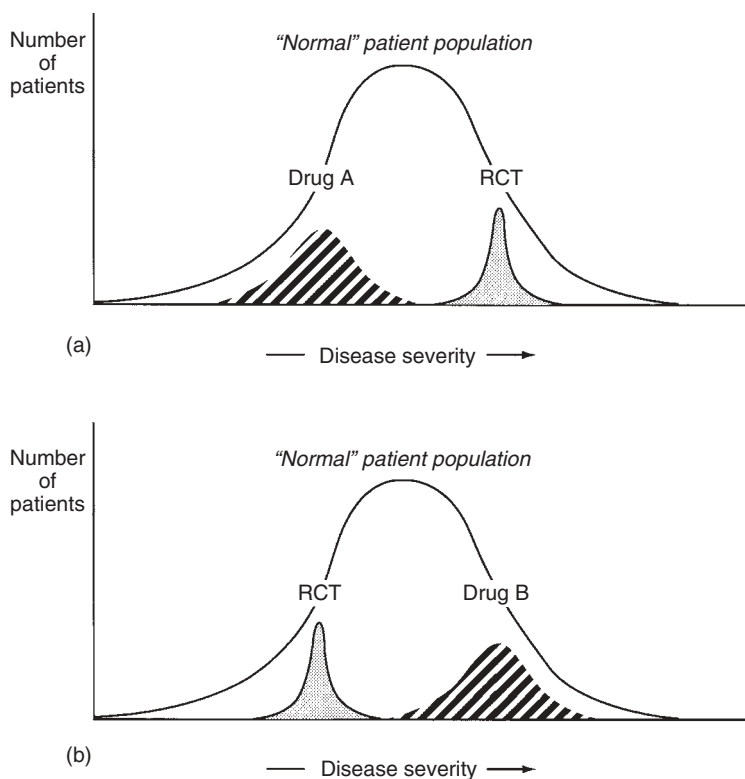 Number
of
patients
"Normal" patient population
Drug A
RCT
(a)
Disease severity
Number
of
patients
"Normal" patient population
RCT
Drug B
(b)
Disease severity